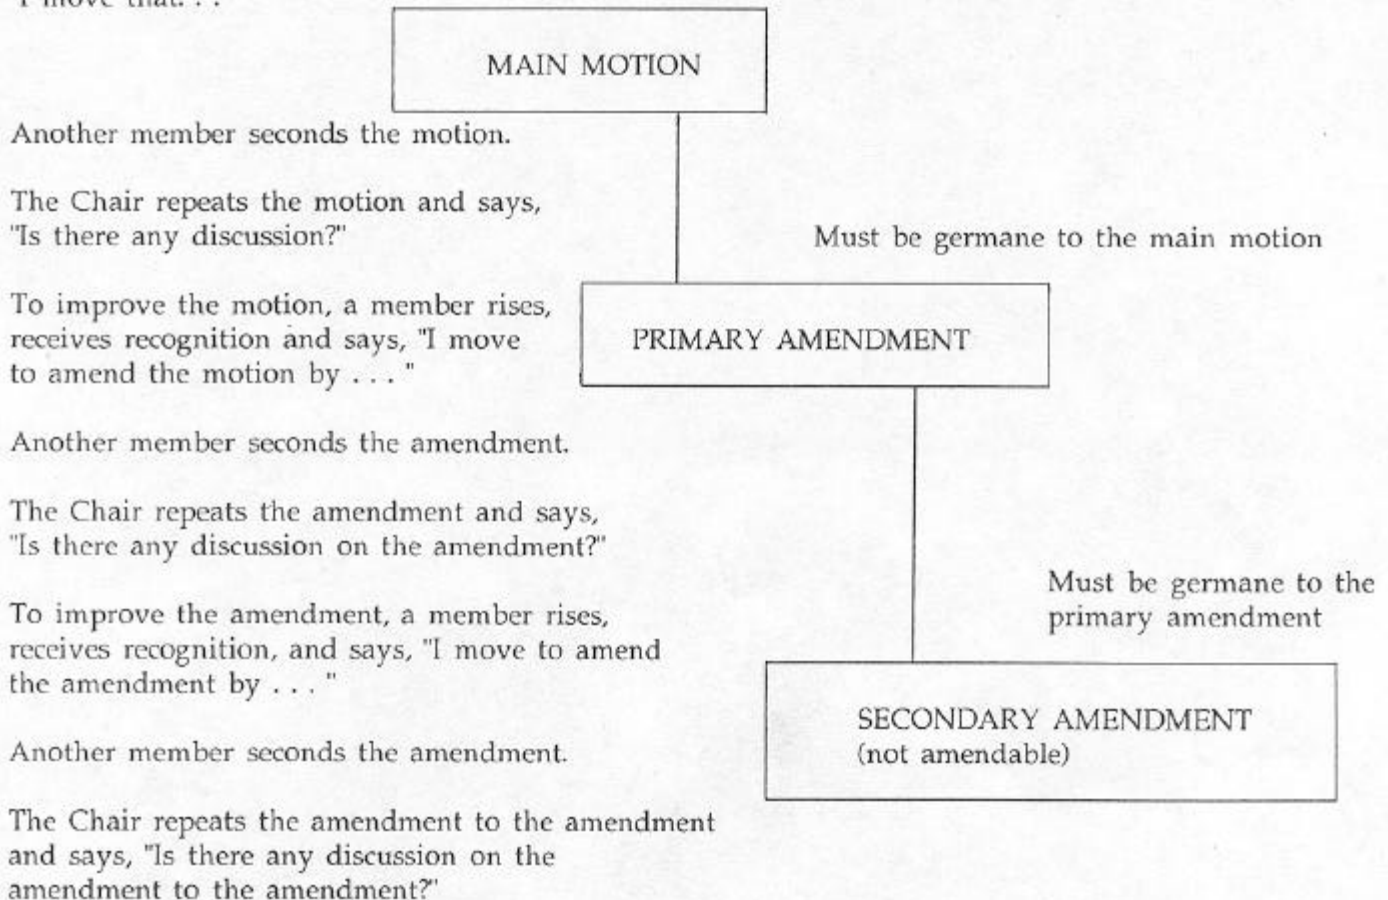 "I move that. . .
MAIN MOTION
Another member seconds the motion.
The Chair repeats the motion and says,
"Is there any discussion?"
Must be germane to the main motion
To improve the motion, a member rises,
receives recognition and says, "I move
to amend the motion by . . . "
PRIMARY AMENDMENT
Another member seconds the amendment.
The Chair repeats the amendment and says,
"Is there any discussion on the amendment?"
Must be germane to the
primary amendment
To improve the amendment, a member rises,
receives recognition, and says, "I move to amend
the amendment by . . . "
SECONDARY AMENDMENT
(not amendable)
Another member seconds the amendment.
The Chair repeats the amendment to the amendment
and says, "Is there any discussion on the
amendment to the amendment?"